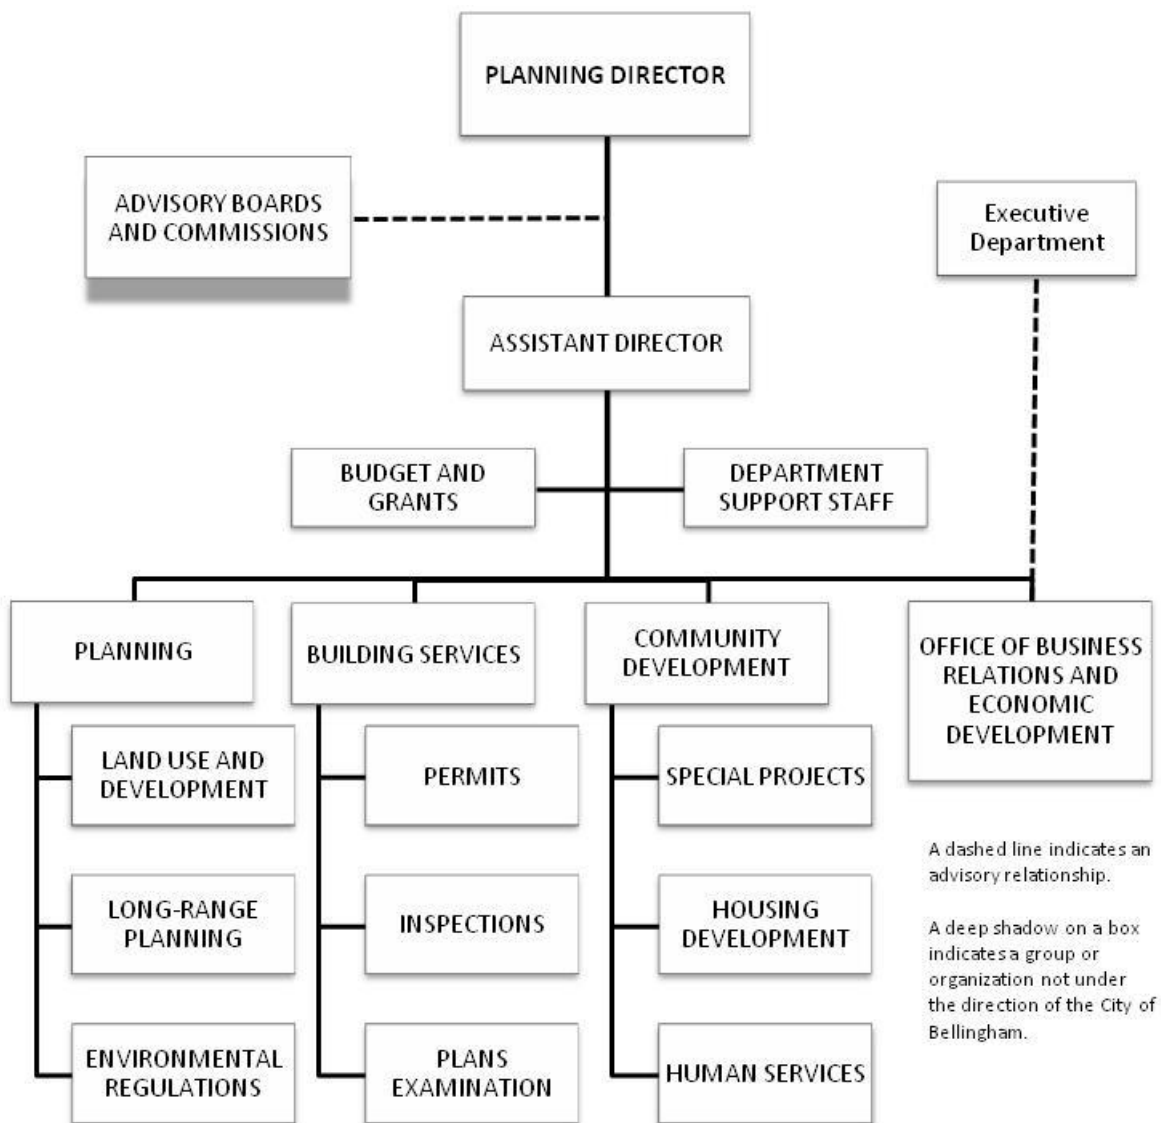 PLANNING DIRECTOR
ADVISORY BOARDS
AND COMMISSIONS
Executive
Department
ASSISTANT DIRECTOR
BUDGET AND
GRANTS
DEPARTMENT
SUPPORT STAFF
PLANNING
BUILDING SERVICES
COMMUNITY
DEVELOPMENT
OFFICE OF BUSINESS
RELATIONS AND
ECONOMIC
DEVELOPMENT
LAND USE AND
DEVELOPMENT
PERMITS
SPECIAL PROJECTS
LONG-RANGE
PLANNING
INSPECTIONS
HOUSING
DEVELOPMENT
ENVIRONMENTAL
REGULATIONS
PLANS
EXAMINATION
HUMAN SERVICES
A dashed line indicates an
advisory relationship.
A deep shadow on a box
indicates a group or
organization not under
the direction of the City of
Bellingham.